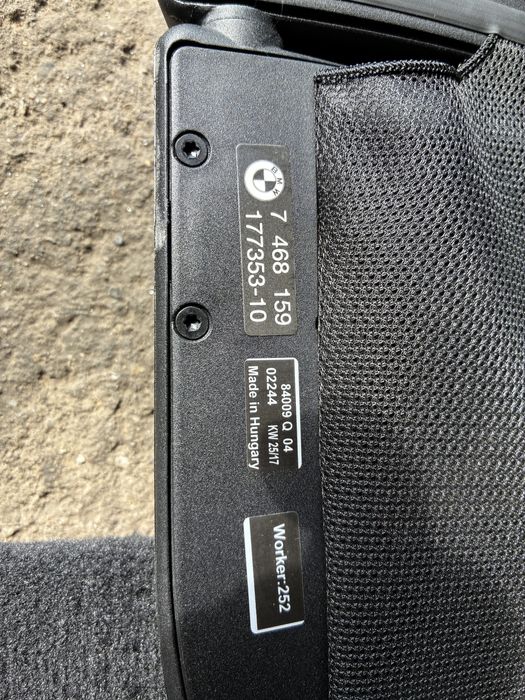 BMW
7 468 159
177353-10
84009 Q 04
02244 KW 25/17
Made in Hungary
Worker:252